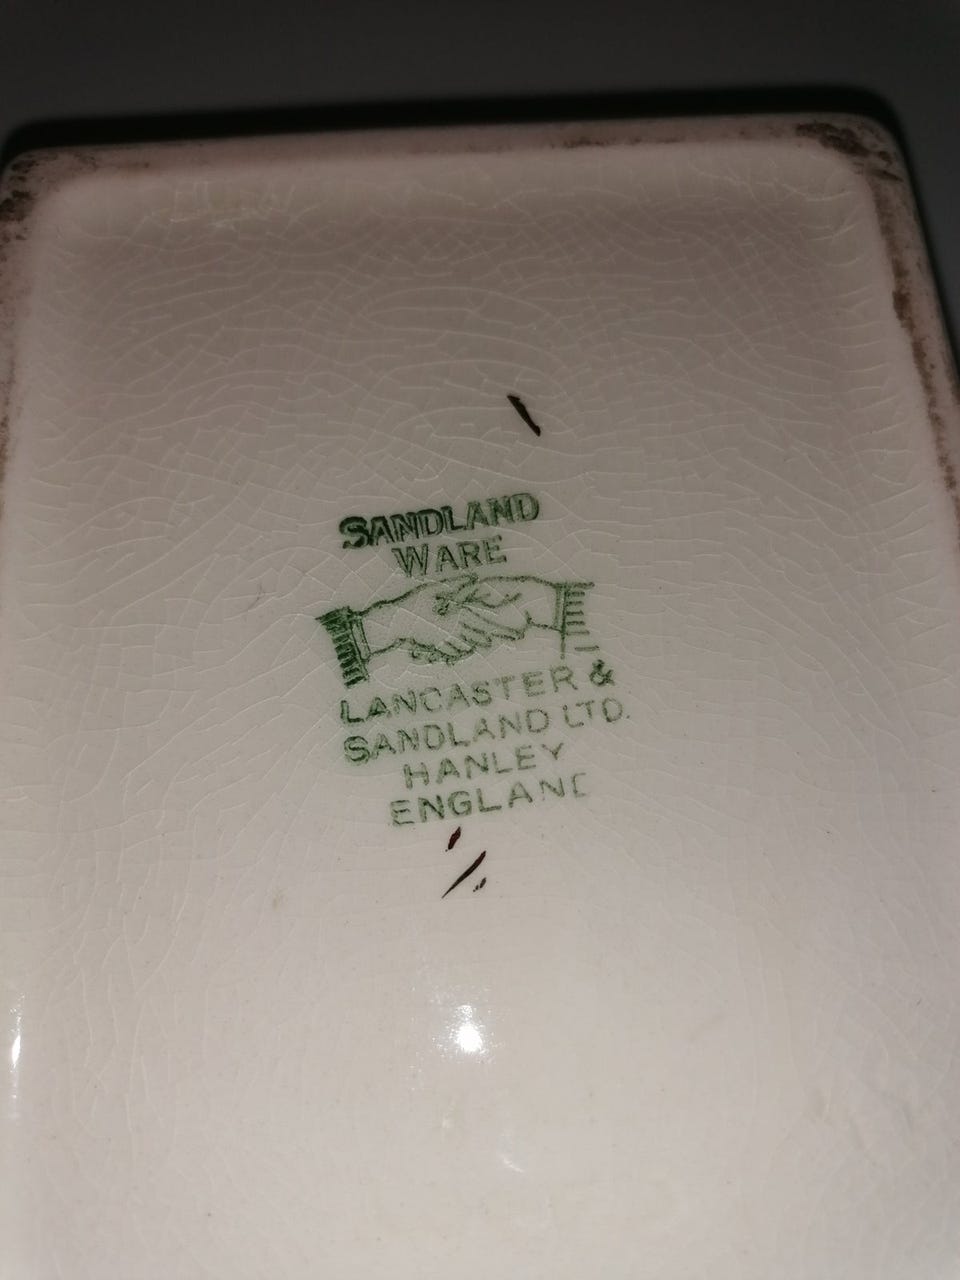 SANDLAND
WARE
LANCASTER &
SANDLAND LTD.
HANLEY
ENGLAND